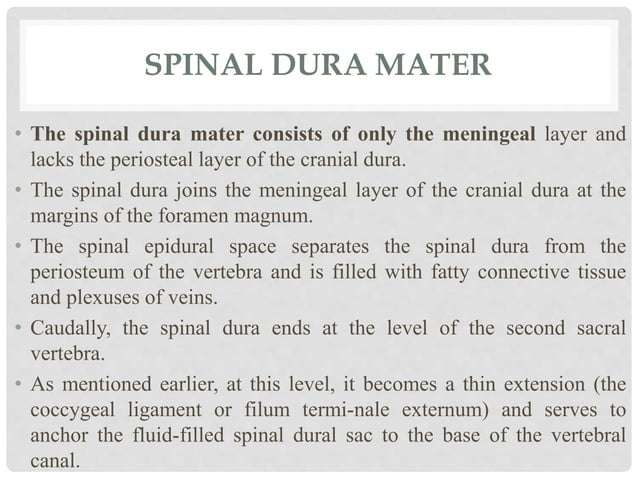 SPINAL DURA MATER
• The spinal dura mater consists of only the meningeal layer and
lacks the periosteal layer of the cranial dura.
• The spinal dura joins the meningeal layer of the cranial dura at the
margins of the foramen magnum.
• The spinal epidural space separates the spinal dura from the
periosteum of the vertebra and is filled with fatty connective tissue
and plexuses of veins.
• Caudally, the spinal dura ends at the level of the second sacral
vertebra.
• As mentioned earlier, at this level, it becomes a thin extension (the
coccygeal ligament or filum termi-nale externum) and serves to
anchor the fluid-filled spinal dural sac to the base of the vertebral
canal.